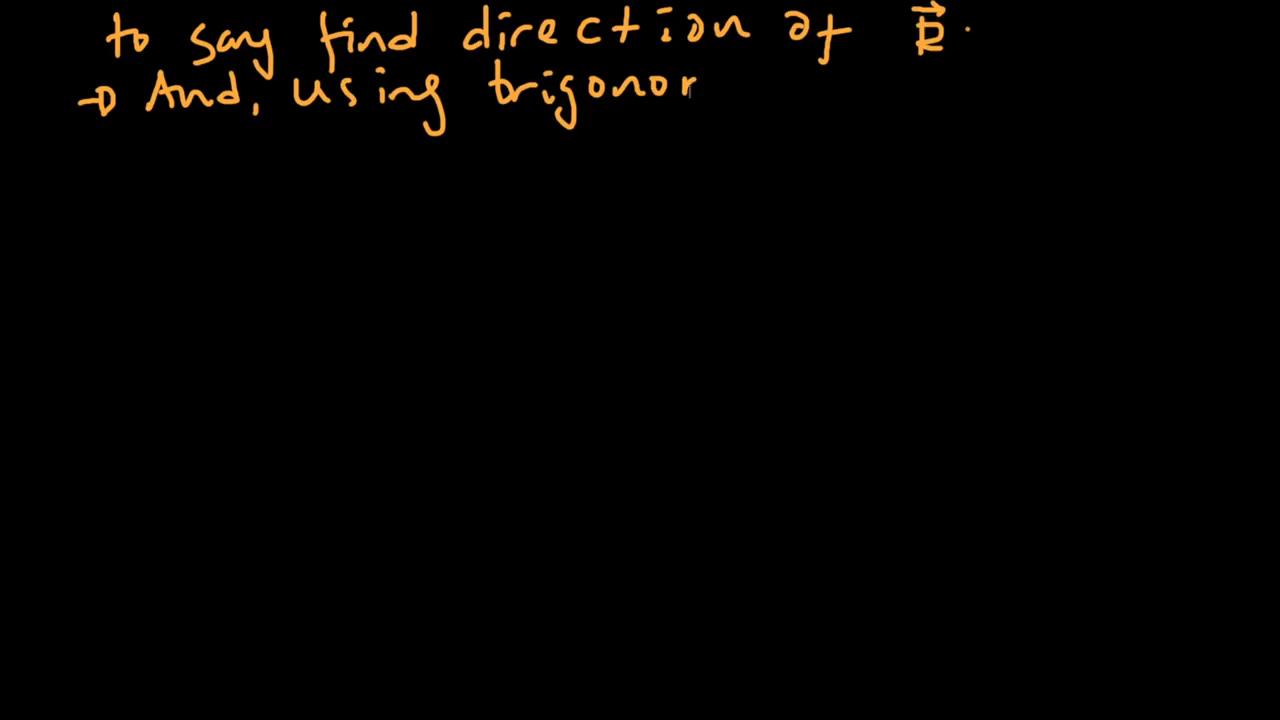 to say find direction of R⃗.
→ And, using trigonor